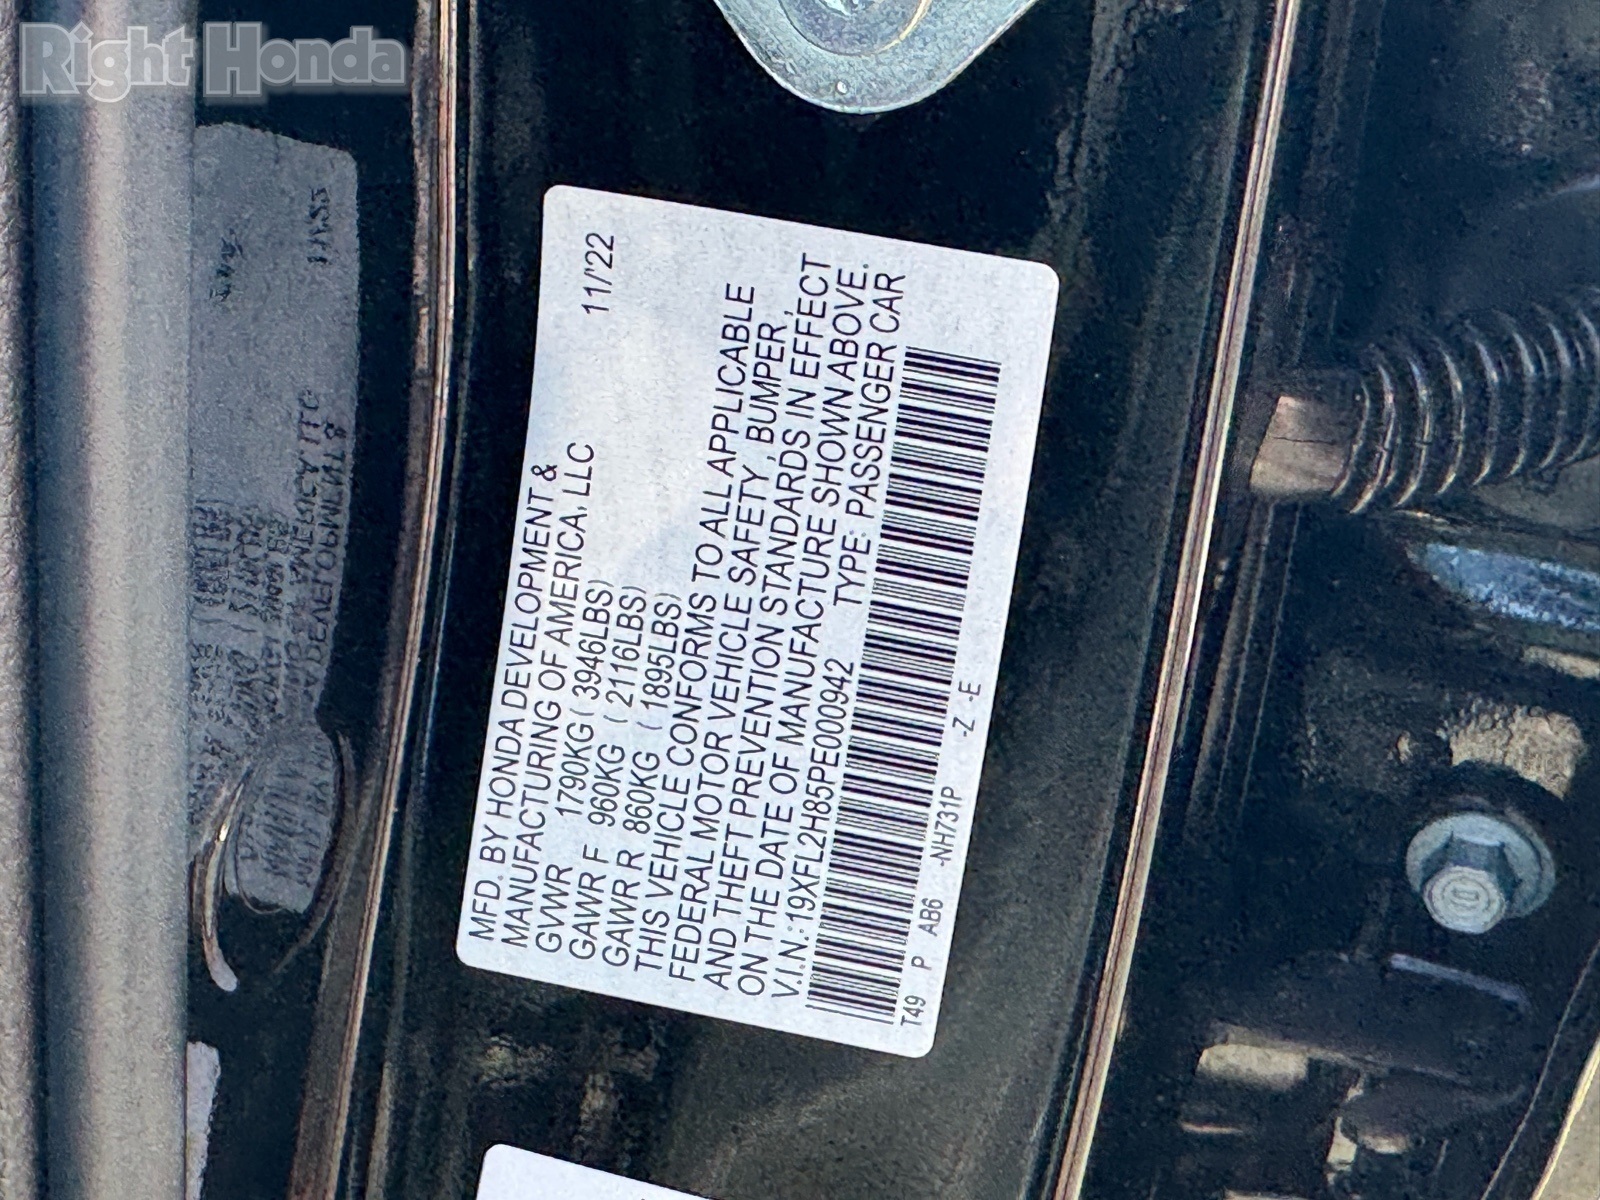 Right Honda
MFD. BY HONDA DEVELOPMENT &
MANUFACTURING OF AMERICA, LLC 11/'22
GVWR 1790KG ( 3946LBS)
GAWR F 960KG ( 2116LBS)
GAWR R 860KG ( 1895LBS)
THIS VEHICLE CONFORMS TO ALL APPLICABLE
FEDERAL MOTOR VEHICLE SAFETY, BUMPER,
AND THEFT PREVENTION STANDARDS IN EFFECT
ON THE DATE OF MANUFACTURE SHOWN ABOVE.
V.I.N.: 19XFL2H85PE000942 TYPE: PASSENGER CAR
T49 P AB6 -NH731P -Z -E